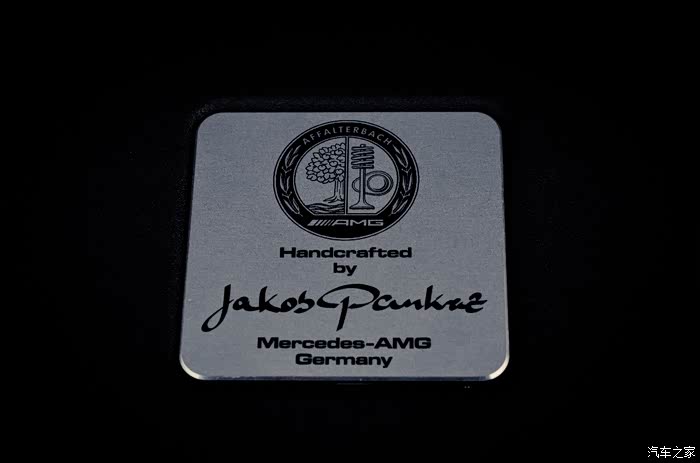 AFFALTERBACH
AMG
Handcrafted
by
Jakob Pankraz
Mercedes-AMG
Germany
汽车之家